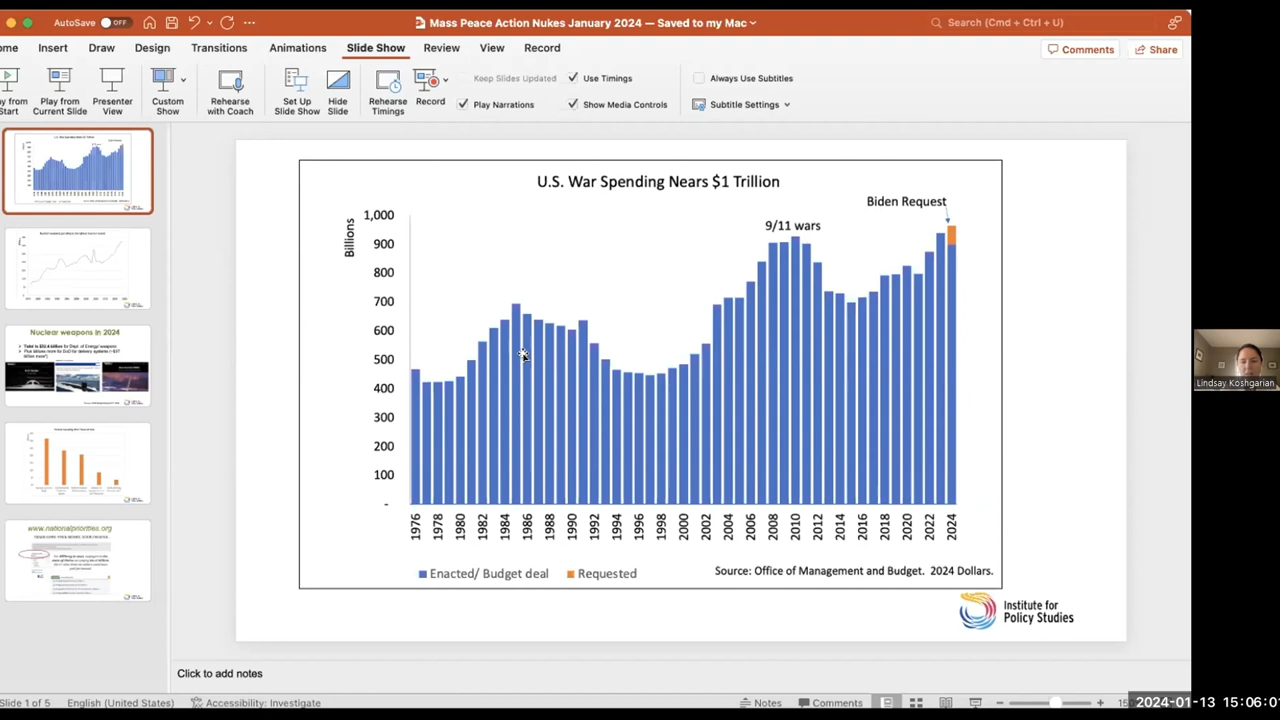 AutoSave OFF
Mass Peace Action Nukes January 2024 — Saved to my Mac
Search (Cmd + Ctrl + U)
ome Insert Draw Design Transitions Animations Slide Show Review View Record
Comments Share
ay from Start
Play from Current Slide
Presenter View
Custom Show
Rehearse with Coach
Set Up Slide Show
Hide Slide
Rehearse Timings
Record
Keep Slides Updated
Use Timings
Always Use Subtitles
Play Narrations
Show Media Controls
Subtitle Settings
Nuclear weapons in 2024
www.nationalpriorities.org
U.S. War Spending Nears $1 Trillion
Biden Request
9/11 wars
Billions
1,000
900
800
700
600
500
400
300
200
100
-
1976 1978 1980 1982 1984 1986 1988 1990 1992 1994 1996 1998 2000 2002 2004 2006 2008 2010 2012 2014 2016 2018 2020 2022 2024
Enacted/ Budget deal Requested
Source: Office of Management and Budget. 2024 Dollars.
Institute for
Policy Studies
Lindsay Koshgarian
Click to add notes
Slide 1 of 5 English (United States) Accessibility: Investigate
Notes Comments
2024-01-13 15:06:01